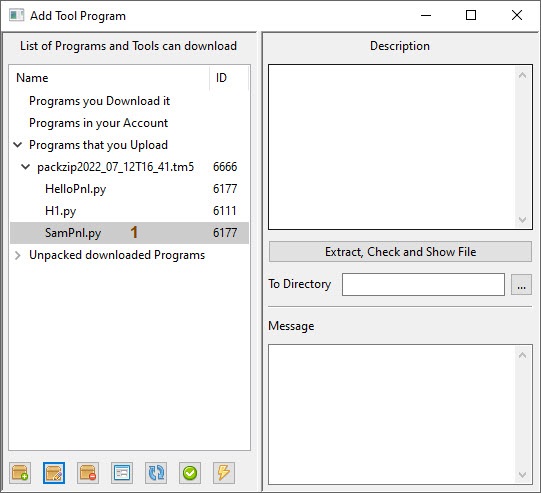 Add Tool Program
List of Programs and Tools can download
Name ID
Programs you Download it
Programs in your Account
Programs that you Upload
packzip2022_07_12T16_41.tm5 6666
HelloPnl.py 6177
H1.py 6111
SamPnl.py 1 6177
Unpacked downloaded Programs
Description
Extract, Check and Show File
To Directory ...
Message